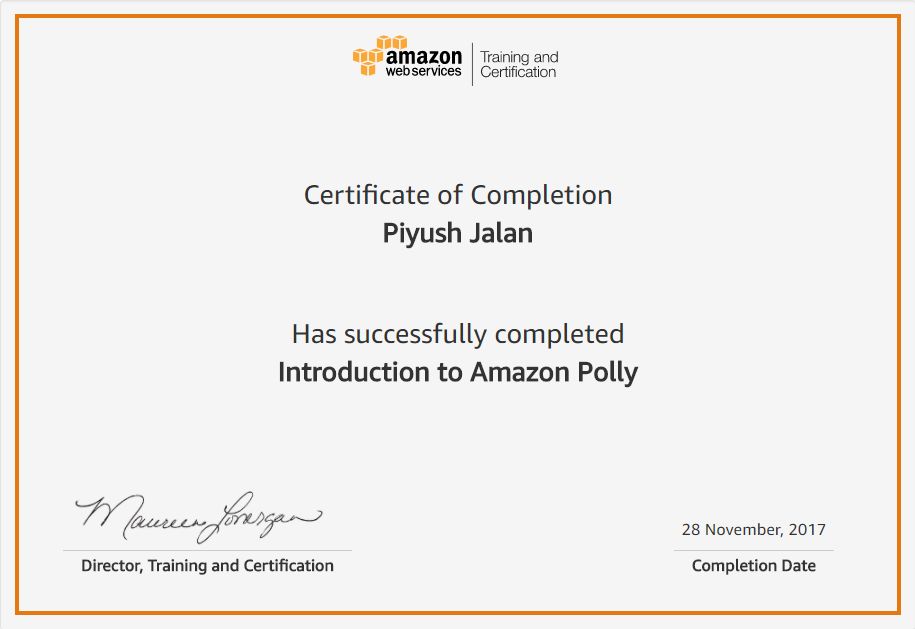 amazon
web services
Training and
Certification
Certificate of Completion
Piyush Jalan
Has successfully completed
Introduction to Amazon Polly
Maureen Lonergan
Director, Training and Certification
28 November, 2017
Completion Date